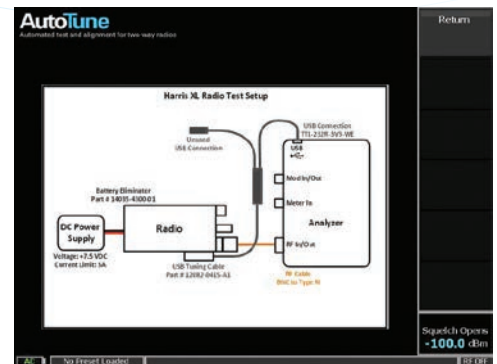 AutoTune
Automated test and alignment for two-way radios
Return
Harris XL Radio Test Setup
USB Connection
TTL-232R-5V5-WE
Unused
USB Connection
USB
Mod In/Out
Battery Eliminator
Part # 14035-4300-01
Meter In
DC Power
Supply
Radio
Analyzer
RF In/Out
Voltage: +7.5 VDC
Current Limit: 5A
USB Tuning Cable
Part # 12082-0435-A1
RF Cable
BNC to Type N
Squelch Opens
-100.0 dBm
AC
No Preset Loaded
RF OFF